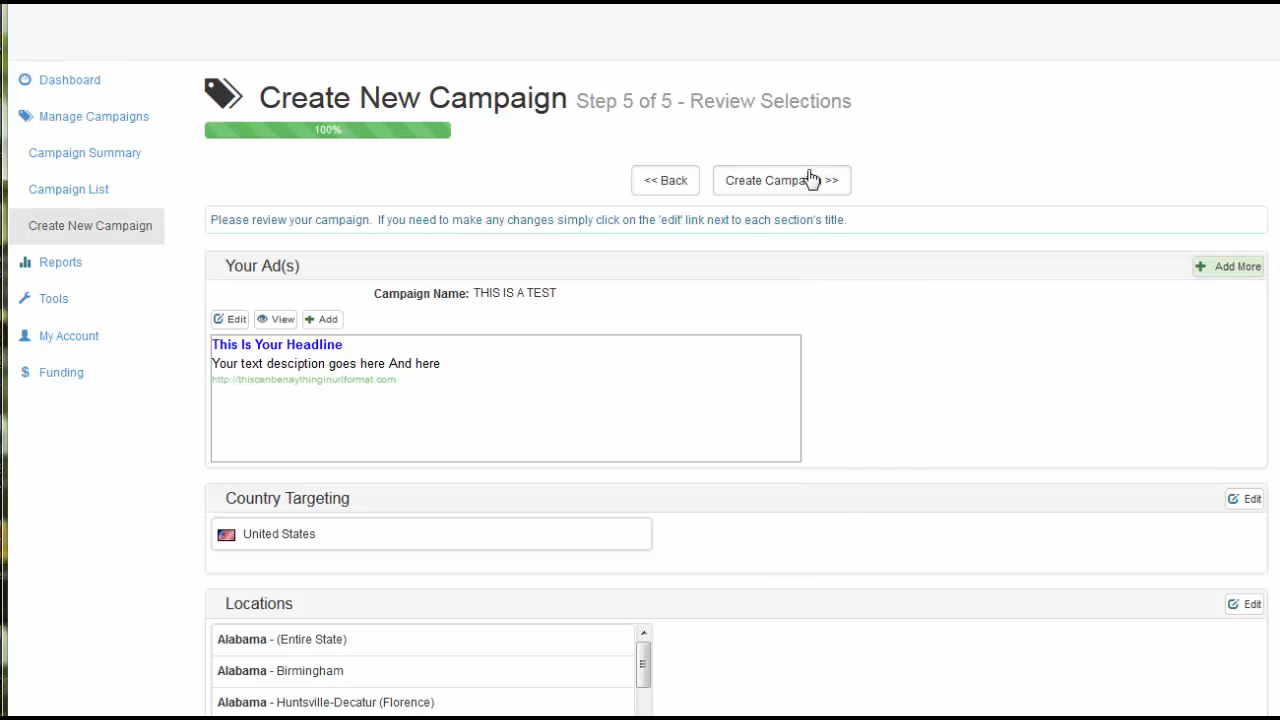 Dashboard
Manage Campaigns
Campaign Summary
Campaign List
Create New Campaign
Reports
Tools
My Account
$ Funding
Create New Campaign Step 5 of 5 - Review Selections
100%
<< Back
Create Campa >>
Please review your campaign. If you need to make any changes simply click on the 'edit' link next to each section's title.
Your Ad(s)
Add More
Campaign Name: THIS IS A TEST
Edit View Add
This Is Your Headline
Your text desciption goes here And here
http://thiscanbenaythinginurlformat.com
Country Targeting
Edit
United States
Locations
Edit
Alabama - (Entire State)
Alabama - Birmingham
Alabama - Huntsville-Decatur (Florence)